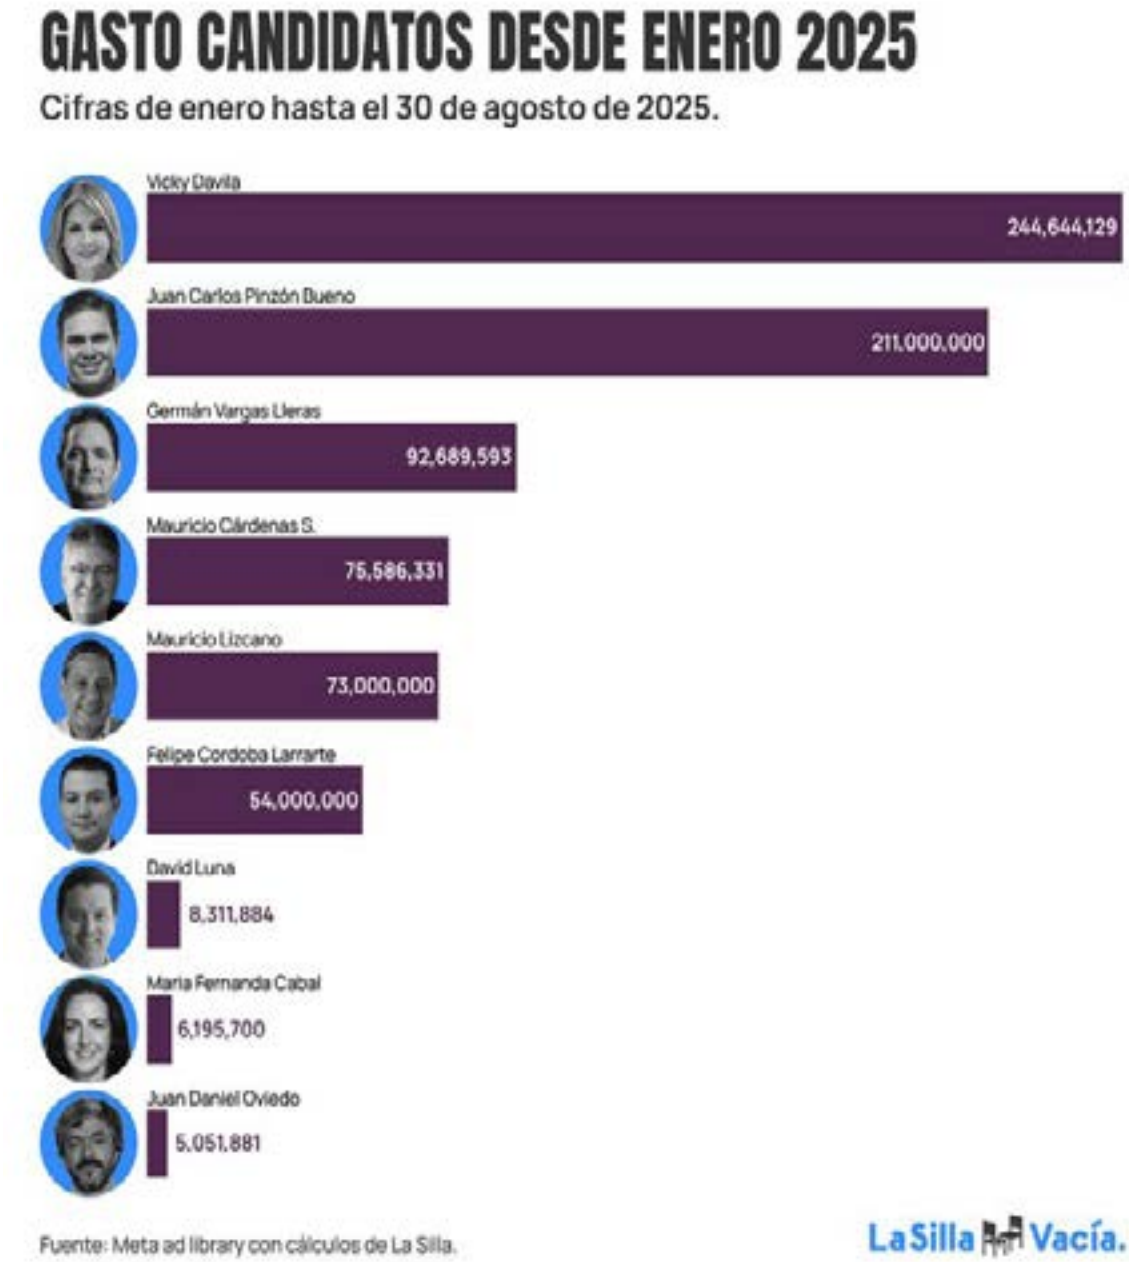 GASTO CANDIDATOS DESDE ENERO 2025
Cifras de enero hasta el 30 de agosto de 2025.
Vicky Davila
244,644,129
Juan Carlos Pinzón Bueno
211,000,000
Germán Vargas Lleras
92,689,593
Mauricio Cárdenas S.
75,586,331
Mauricio Lizcano
73,000,000
Felipe Cordoba Larrarte
54,000,000
David Luna
8,311,884
Maria Fernanda Cabal
6,195,700
Juan Daniel Oviedo
5,051,881
Fuente: Meta ad library con cálculos de La Silla.
La Silla Vacía.